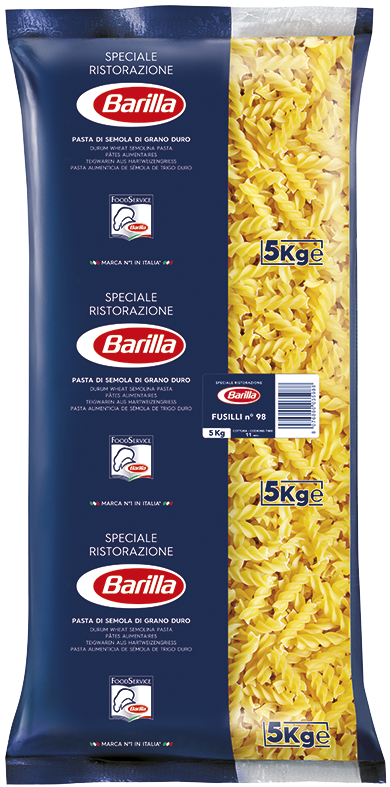 SPECIALE
RISTORAZIONE
Barilla
PASTA DI SEMOLA DI GRANO DURO
DURUM WHEAT SEMOLINA PASTA
PÂTES ALIMENTAIRES
TEIGWAREN AUS HARTWEIZENGRIESS
PASTA ALIMENTICIA DE SÉMOLA DE TRIGO DURO
FOODSERVICE
Barilla
MARCA N°1 IN ITALIA*
5Kg e
SPECIALE
RISTORAZIONE
Barilla
PASTA DI SEMOLA DI GRANO DURO
DURUM WHEAT SEMOLINA PASTA
PÂTES ALIMENTAIRES
TEIGWAREN AUS HARTWEIZENGRIESS
PASTA ALIMENTICIA DE SÉMOLA DE TRIGO DURO
FOODSERVICE
Barilla
MARCA N°1 IN ITALIA*
SPECIALE RISTORAZIONE
Barilla
FUSILLI n° 98
5 Kg
COTTURA - COOKING TIME
11 min
5Kg e
SPECIALE
RISTORAZIONE
Barilla
PASTA DI SEMOLA DI GRANO DURO
DURUM WHEAT SEMOLINA PASTA
PÂTES ALIMENTAIRES
TEIGWAREN AUS HARTWEIZENGRIESS
PASTA ALIMENTICIA DE SÉMOLA DE TRIGO DURO
FOODSERVICE
Barilla
MARCA N°1 IN ITALIA*
5Kg e